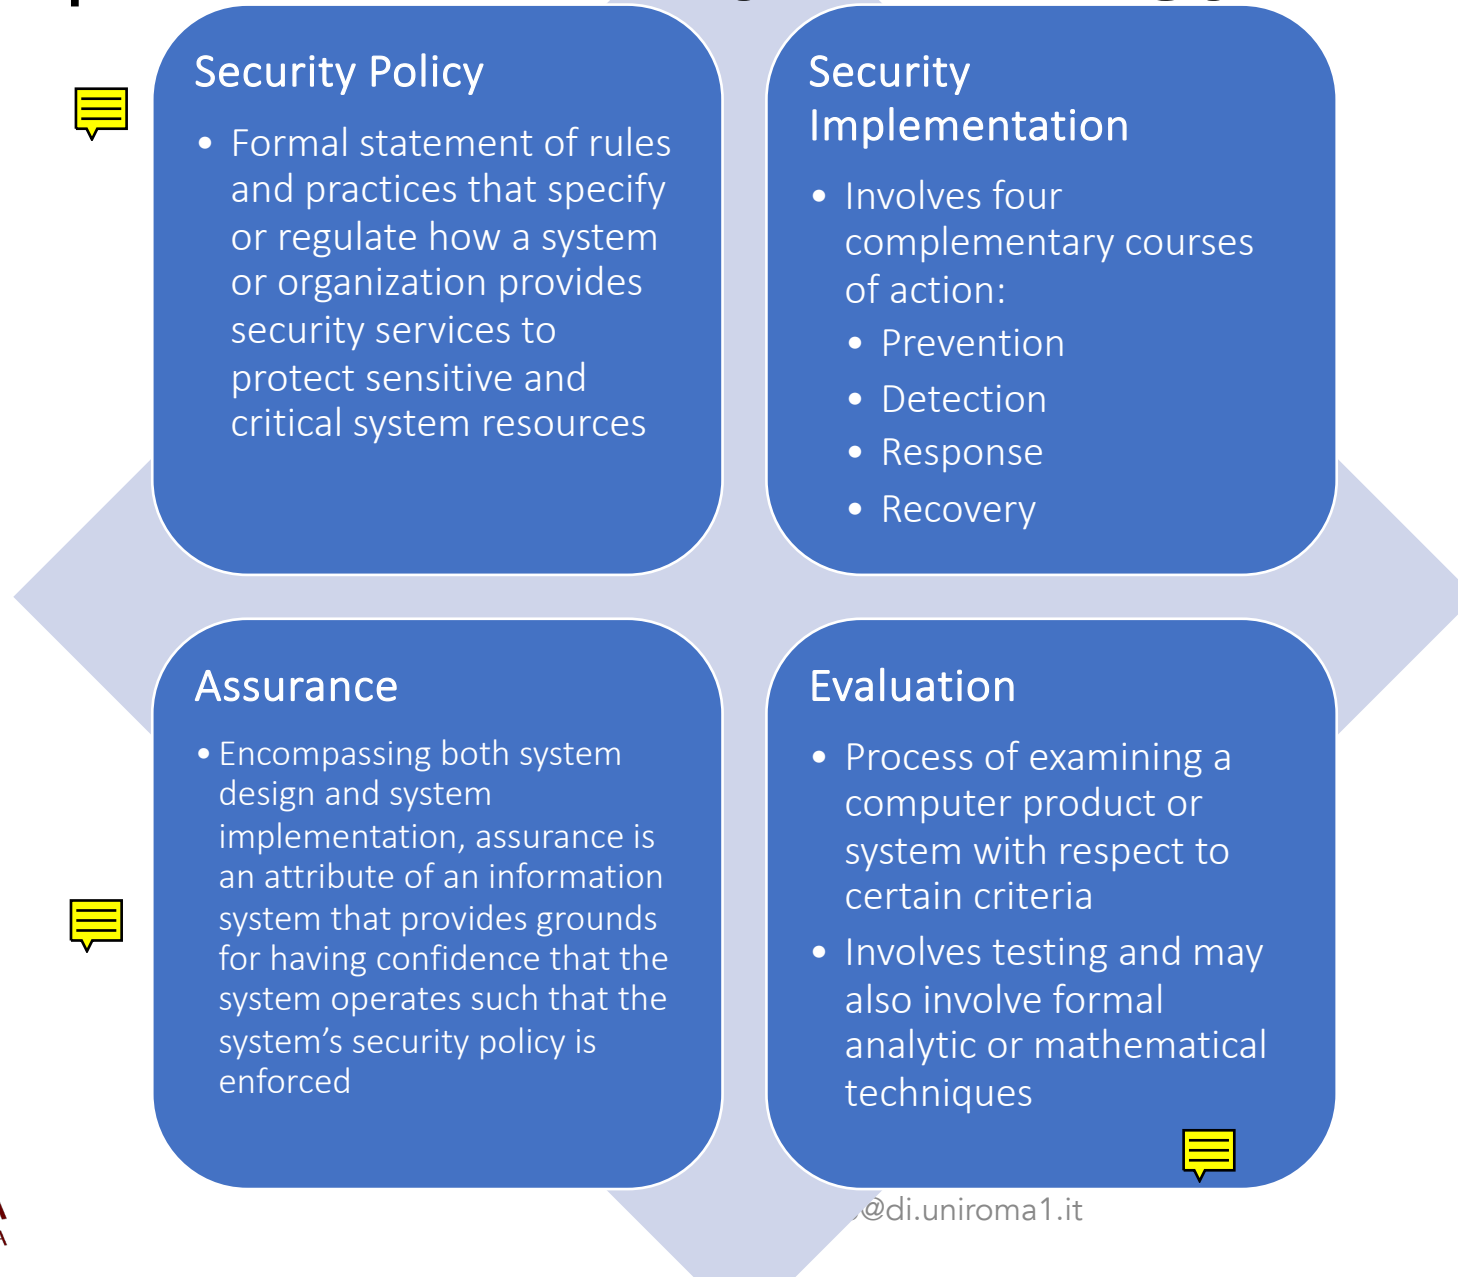 Security Policy
• Formal statement of rules
and practices that specify
or regulate how a system
or organization provides
security services to
protect sensitive and
critical system resources
Security
Implementation
• Involves four
complementary courses
of action:
• Prevention
• Detection
• Response
• Recovery
Assurance
• Encompassing both system
design and system
implementation, assurance is
an attribute of an information
system that provides grounds
for having confidence that the
system operates such that the
system’s security policy is
enforced
Evaluation
• Process of examining a
computer product or
system with respect to
certain criteria
• Involves testing and may
also involve formal
analytic or mathematical
techniques
@di.uniroma1.it